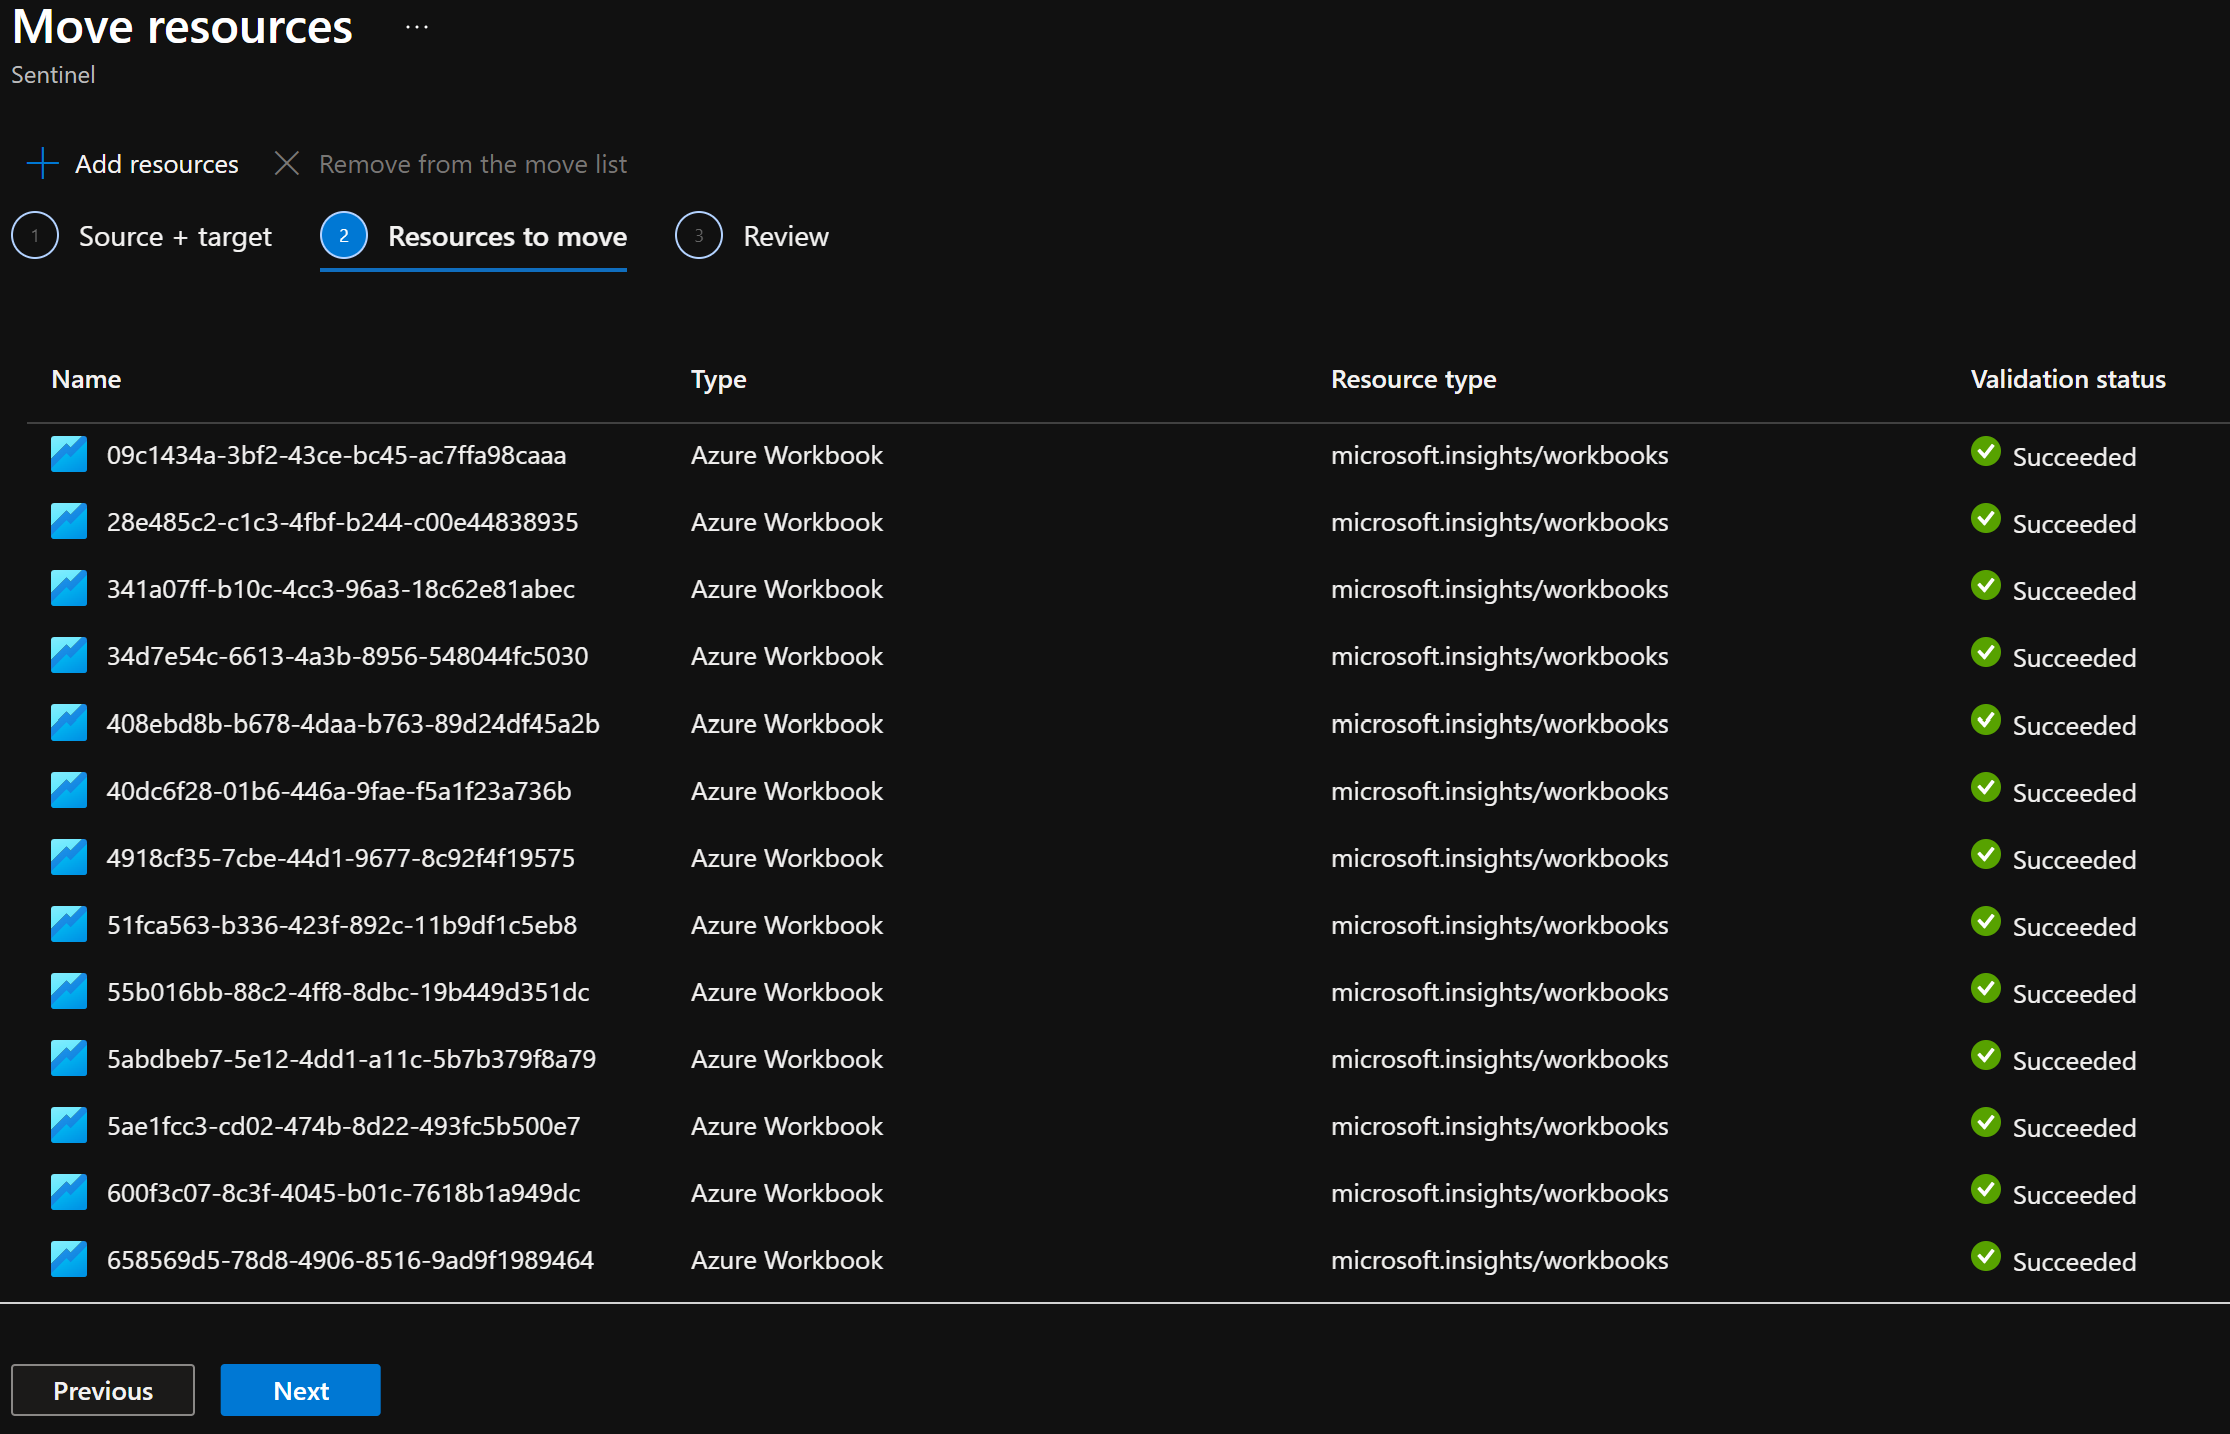 Move resources ...
Sentinel
Add resources Remove from the move list
1 Source + target 2 Resources to move 3 Review
Name Type Resource type Validation status
09c1434a-3bf2-43ce-bc45-ac7ffa98caaa Azure Workbook microsoft.insights/workbooks Succeeded
28e485c2-c1c3-4fbf-b244-c00e44838935 Azure Workbook microsoft.insights/workbooks Succeeded
341a07ff-b10c-4cc3-96a3-18c62e81abec Azure Workbook microsoft.insights/workbooks Succeeded
34d7e54c-6613-4a3b-8956-548044fc5030 Azure Workbook microsoft.insights/workbooks Succeeded
408ebd8b-b678-4daa-b763-89d24df45a2b Azure Workbook microsoft.insights/workbooks Succeeded
40dc6f28-01b6-446a-9fae-f5a1f23a736b Azure Workbook microsoft.insights/workbooks Succeeded
4918cf35-7cbe-44d1-9677-8c92f4f19575 Azure Workbook microsoft.insights/workbooks Succeeded
51fca563-b336-423f-892c-11b9df1c5eb8 Azure Workbook microsoft.insights/workbooks Succeeded
55b016bb-88c2-4ff8-8dbc-19b449d351dc Azure Workbook microsoft.insights/workbooks Succeeded
5abdbeb7-5e12-4dd1-a11c-5b7b379f8a79 Azure Workbook microsoft.insights/workbooks Succeeded
5ae1fcc3-cd02-474b-8d22-493fc5b500e7 Azure Workbook microsoft.insights/workbooks Succeeded
600f3c07-8c3f-4045-b01c-7618b1a949dc Azure Workbook microsoft.insights/workbooks Succeeded
658569d5-78d8-4906-8516-9ad9f1989464 Azure Workbook microsoft.insights/workbooks Succeeded
Previous Next